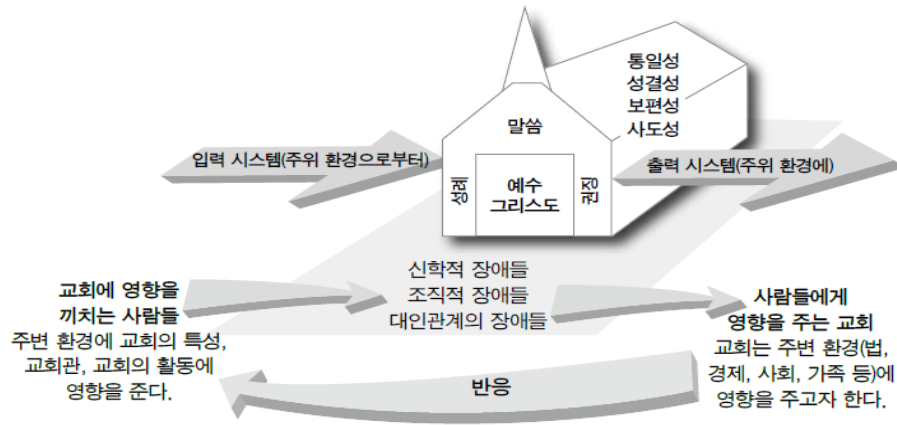 통일성
성결성
보편성
사도성
말씀
입력 시스템(주위 환경으로부터)
출력 시스템(주위 환경에)
성례
예수
그리스도
권징
신학적 장애들
조직적 장애들
대인관계의 장애들
교회에 영향을
끼치는 사람들
주변 환경에 교회의 특성,
교회관, 교회의 활동에
영향을 준다.
사람들에게
영향을 주는 교회
교회는 주변 환경(법,
경제, 사회, 가족 등)에
영향을 주고자 한다.
반응